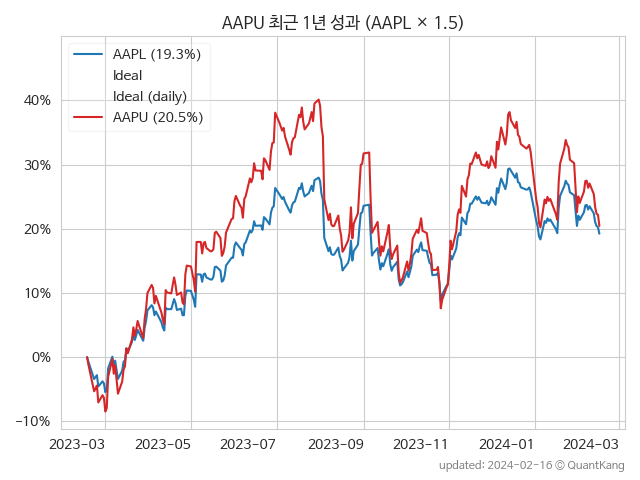 AAPU 최근 1년 성과 (AAPL × 1.5)
AAPL (19.3%)
Ideal
Ideal (daily)
AAPU (20.5%)
40%
30%
20%
10%
0%
−10%
2023-03 2023-05 2023-07 2023-09 2023-11 2024-01 2024-03
updated: 2024-02-16 © QuantKang